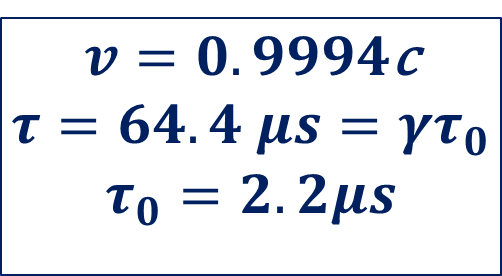 v = 0.9994c
τ = 64.4 μs = γτ₀
τ₀ = 2.2μs